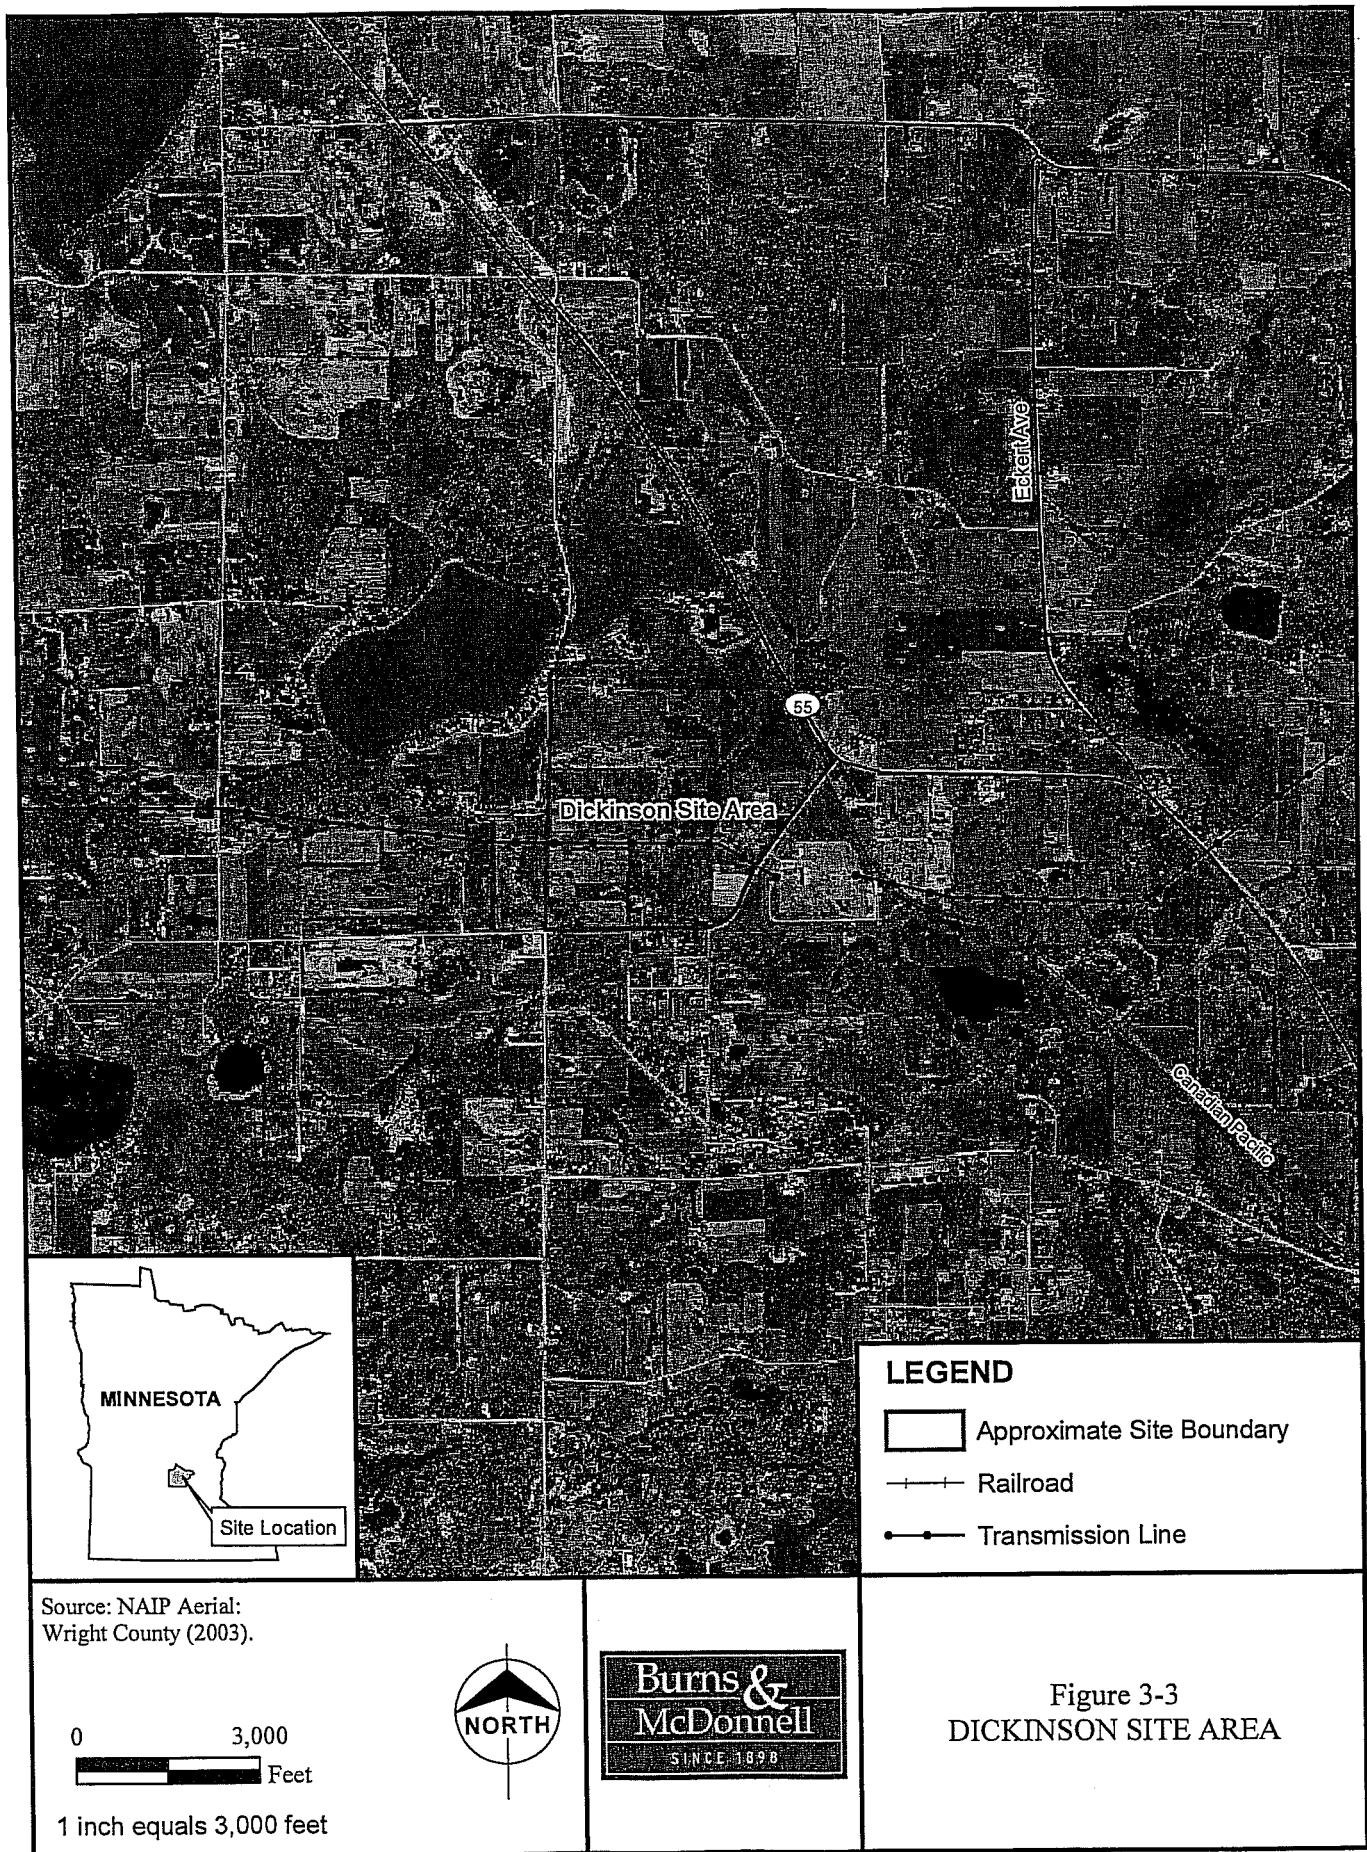 Eckert Ave
55
Dickinson Site Area
Canadian Pacific
MINNESOTA
Site Location
LEGEND
Approximate Site Boundary
Railroad
Transmission Line
Source: NAIP Aerial:
Wright County (2003).
0 3,000
Feet
1 inch equals 3,000 feet
NORTH
Burns &
McDonnell
SINCE 1898
Figure 3-3
DICKINSON SITE AREA